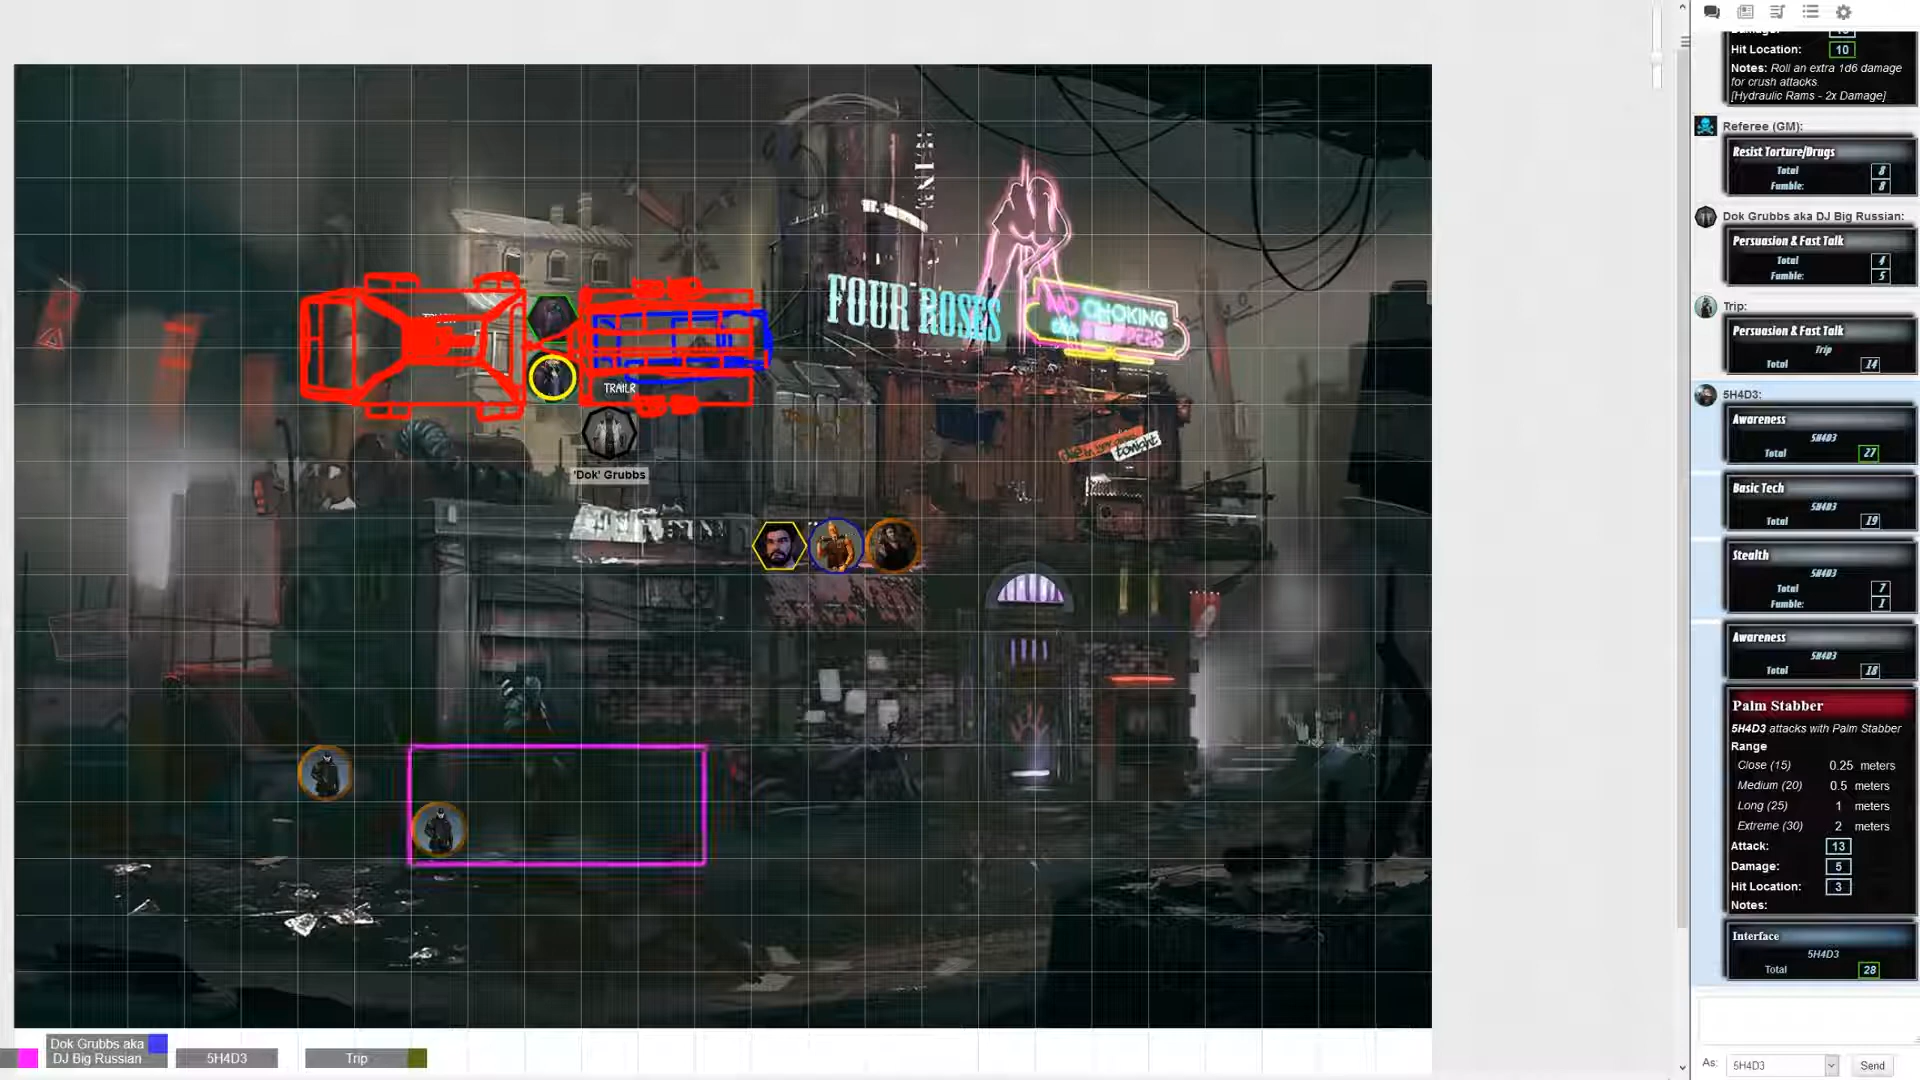 FOUR ROSES
NO CHOKING
the STRIPPERS
tonight
TRAILR
'Dok' Grubbs
Hit Location: 10
Notes: Roll an extra 1d6 damage
for crush attacks
[Hydraulic Rams - 2x Damage]
Referee (GM):
Resist Torture/Drugs
Total 8
Fumble: 8
Dok Grubbs aka DJ Big Russian:
Persuasion & Fast Talk
Total 4
Fumble: 5
Trip:
Persuasion & Fast Talk
Trip
Total 14
5H4D3:
Awareness
5H4D3
Total 27
Basic Tech
5H4D3
Total 19
Stealth
5H4D3
Total 7
Fumble: 1
Awareness
5H4D3
Total 18
Palm Stabber
5H4D3 attacks with Palm Stabber
Range
Close (15) 0.25 meters
Medium (20) 0.5 meters
Long (25) 1 meters
Extreme (30) 2 meters
Attack: 13
Damage: 5
Hit Location: 3
Notes:
Interface
5H4D3
Total 28
As: 5H4D3 Send
Dok Grubbs aka
DJ Big Russian
5H4D3
Trip